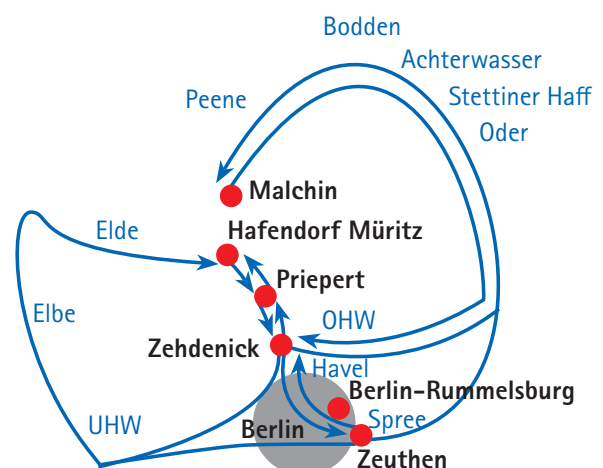 Bodden
Achterwasser
Peene
Stettiner Haff
Oder
Malchin
Elde
Hafendorf Müritz
Priepert
Elbe
OHW
Zehdenick
Havel
Berlin-Rummelsburg
UHW
Berlin
Spree
Zeuthen